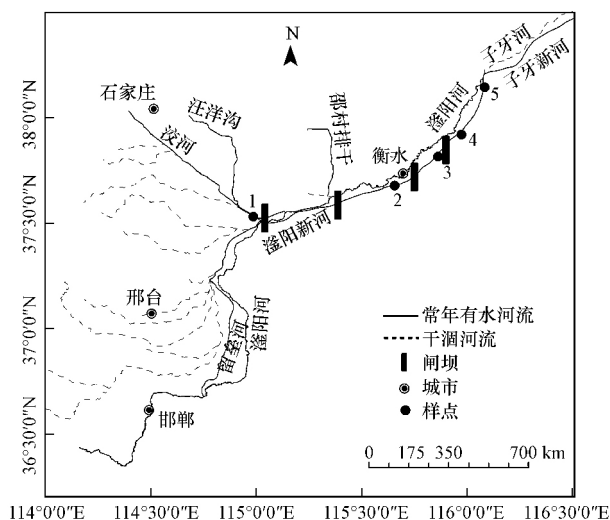 N
子牙河
子牙新河
石家庄
汪洋沟
邵村排干
滏阳河
洨河
衡水
1
2
3
4
5
滏阳新河
邢台
滏阳河
留垒河
邯郸
常年有水河流
干涸河流
闸坝
城市
样点
0 175 350 700 km
38°0′0″N
37°30′0″N
37°0′0″N
36°30′0″N
114°0′0″E
114°30′0″E
115°0′0″E
115°30′0″E
116°0′0″E
116°30′0″E